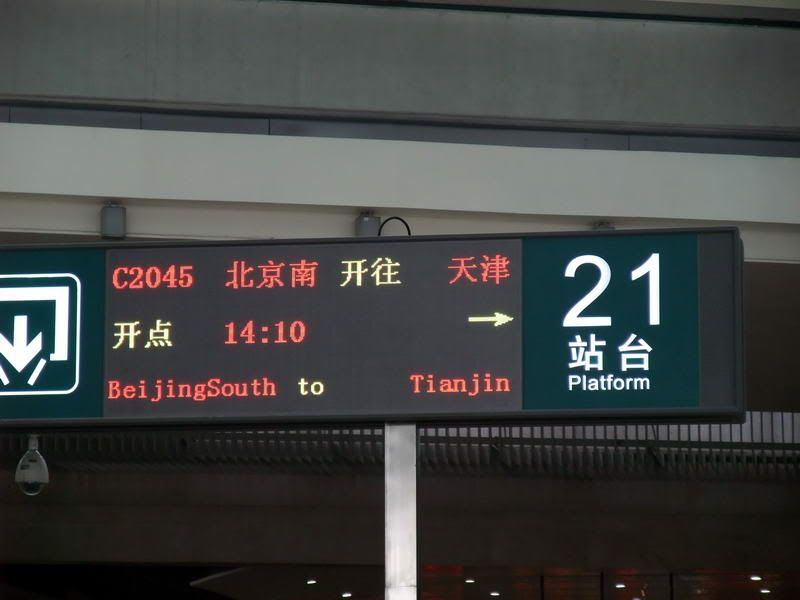 C2045 北京南 开往 天津
开点 14:10 →
BeijingSouth to Tianjin
21
站台
Platform